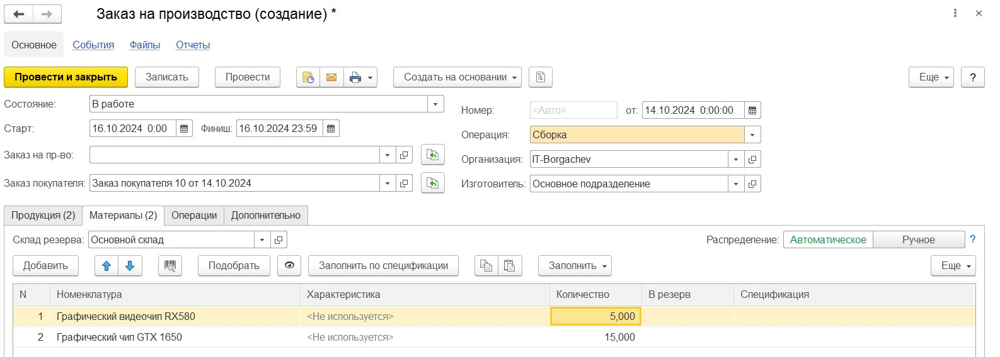 Заказ на производство (создание) *
Основное События Файлы Отчеты
Провести и закрыть Записать Провести Создать на основании Еще ?
Состояние: В работе
Номер: <Авто> от: 14.10.2024 0:00:00
Старт: 16.10.2024 0:00 Финиш: 16.10.2024 23:59
Операция: Сборка
Заказ на пр-во:
Организация: IT-Borgachev
Заказ покупателя: Заказ покупателя 10 от 14.10.2024
Изготовитель: Основное подразделение
Продукция (2) Материалы (2) Операции Дополнительно
Склад резерва: Основной склад Распределение: Автоматическое Ручное ?
Добавить Подобрать Заполнить по спецификации Заполнить Еще
N Номенклатура Характеристика Количество В резерв Спецификация
1 Графический видеочип RX580 <Не используется> 5,000
2 Графический чип GTX 1650 <Не используется> 15,000